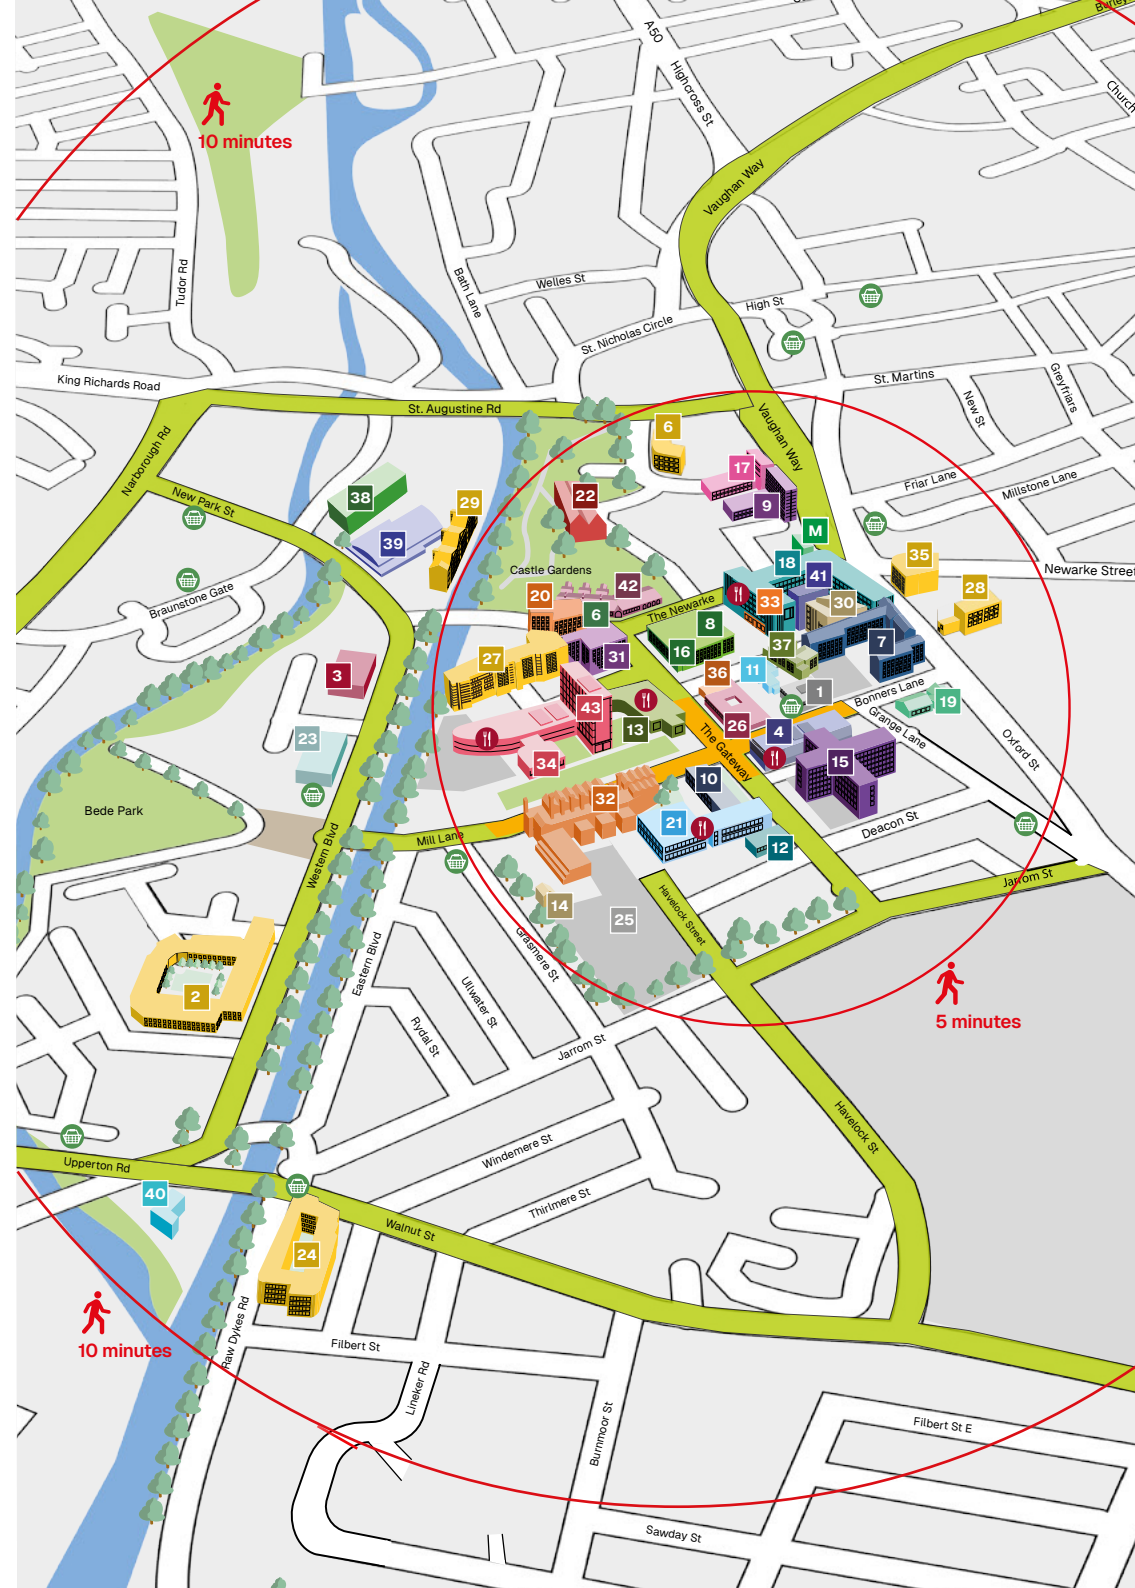 Burley
A50
Highcross St
Church
10 minutes
Vaughan Way
Tudor Rd
Bath Lane
Welles St
High St
St. Nicholas Circle
King Richards Road
St. Martins
Greyfriars
New St
St. Augustine Rd
Vaughan Way
6
Narborough Rd
17
Friar Lane
Millstone Lane
New Park St
38
29
22
9
39
M
35
Newarke Street
Castle Gardens
18
41
28
42
Braunstone Gate
20
6
The Newarke
33
30
8
7
16
37
31
27
3
36
11
1
Bonners Lane
19
43
13
26
4
Grange Lane
23
The Gateway
Oxford St
34
15
10
Bede Park
32
21
Deacon St
Mill Lane
12
Western Blvd
Jarrom St
14
25
Havelock Street
Grasmere St
Eastern Blvd
2
Ullwater St
5 minutes
Rydal St
Jarrom St
Havelock St
Windemere St
Upperton Rd
40
Thirlmere St
Walnut St
24
10 minutes
Raw Dykes Rd
Filbert St
Lineker Rd
Burnmoor St
Filbert St E
Sawday St